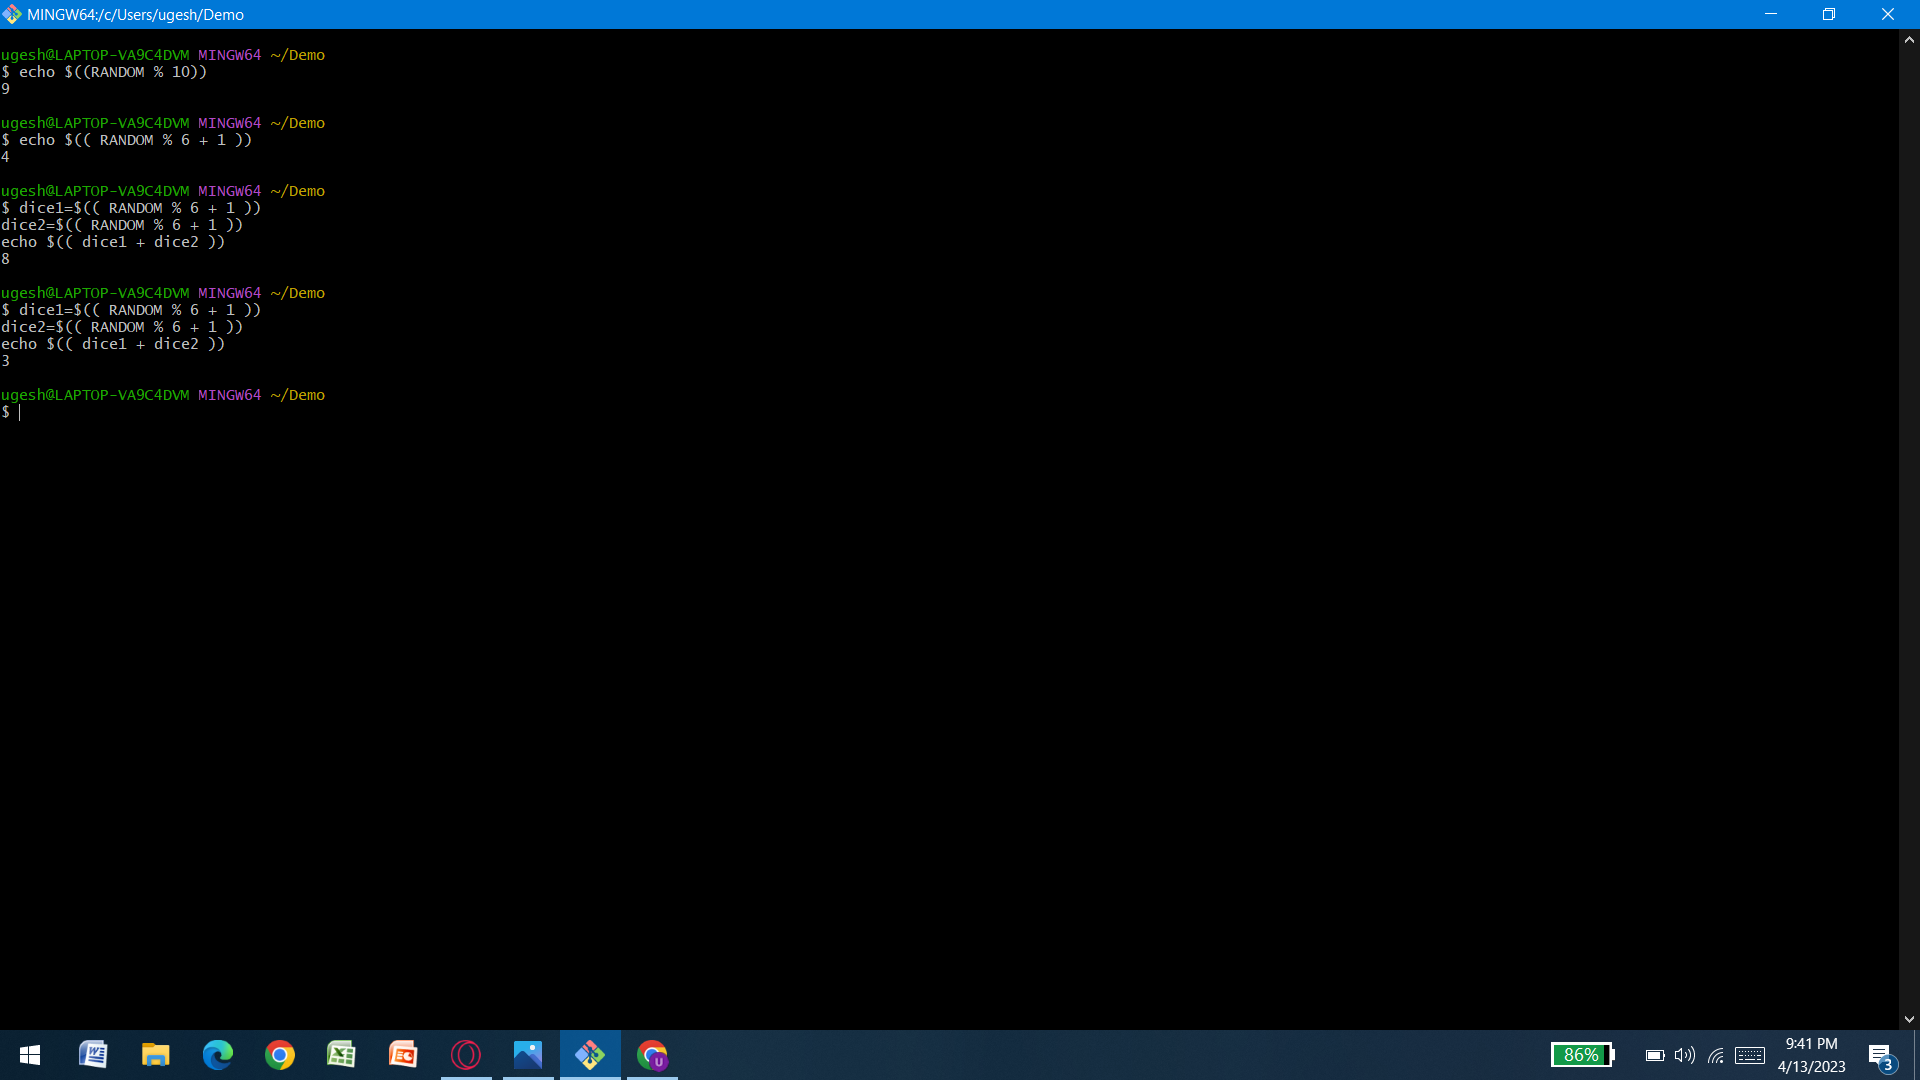 MINGW64:/c/Users/ugesh/Demo
ugesh@LAPTOP-VA9C4DVM MINGW64 ~/Demo
$ echo $((RANDOM % 10))
9
ugesh@LAPTOP-VA9C4DVM MINGW64 ~/Demo
$ echo $(( RANDOM % 6 + 1 ))
4
ugesh@LAPTOP-VA9C4DVM MINGW64 ~/Demo
$ dice1=$(( RANDOM % 6 + 1 ))
dice2=$(( RANDOM % 6 + 1 ))
echo $(( dice1 + dice2 ))
8
ugesh@LAPTOP-VA9C4DVM MINGW64 ~/Demo
$ dice1=$(( RANDOM % 6 + 1 ))
dice2=$(( RANDOM % 6 + 1 ))
echo $(( dice1 + dice2 ))
3
ugesh@LAPTOP-VA9C4DVM MINGW64 ~/Demo
$
86%
9:41 PM
4/13/2023
3